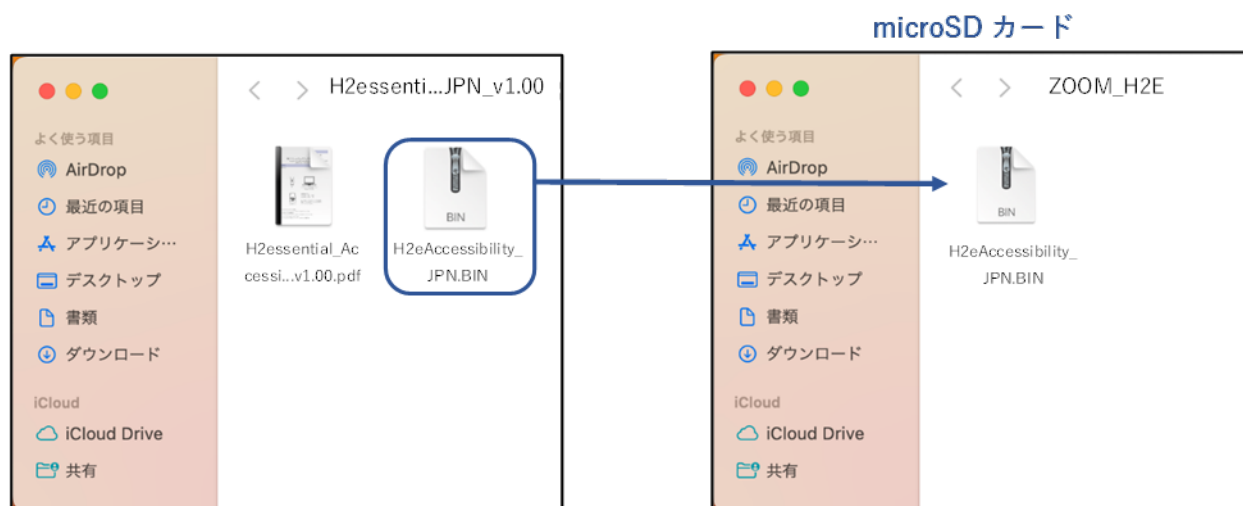 microSD カード
H2essenti...JPN_v1.00
よく使う項目
AirDrop
最近の項目
アプリケーシ…
デスクトップ
書類
ダウンロード
iCloud
iCloud Drive
共有
H2essential_Ac
cessi...v1.00.pdf
BIN
H2eAccessibility_
JPN.BIN
ZOOM_H2E
よく使う項目
AirDrop
最近の項目
アプリケーシ…
デスクトップ
書類
ダウンロード
iCloud
iCloud Drive
共有
BIN
H2eAccessibility_
JPN.BIN